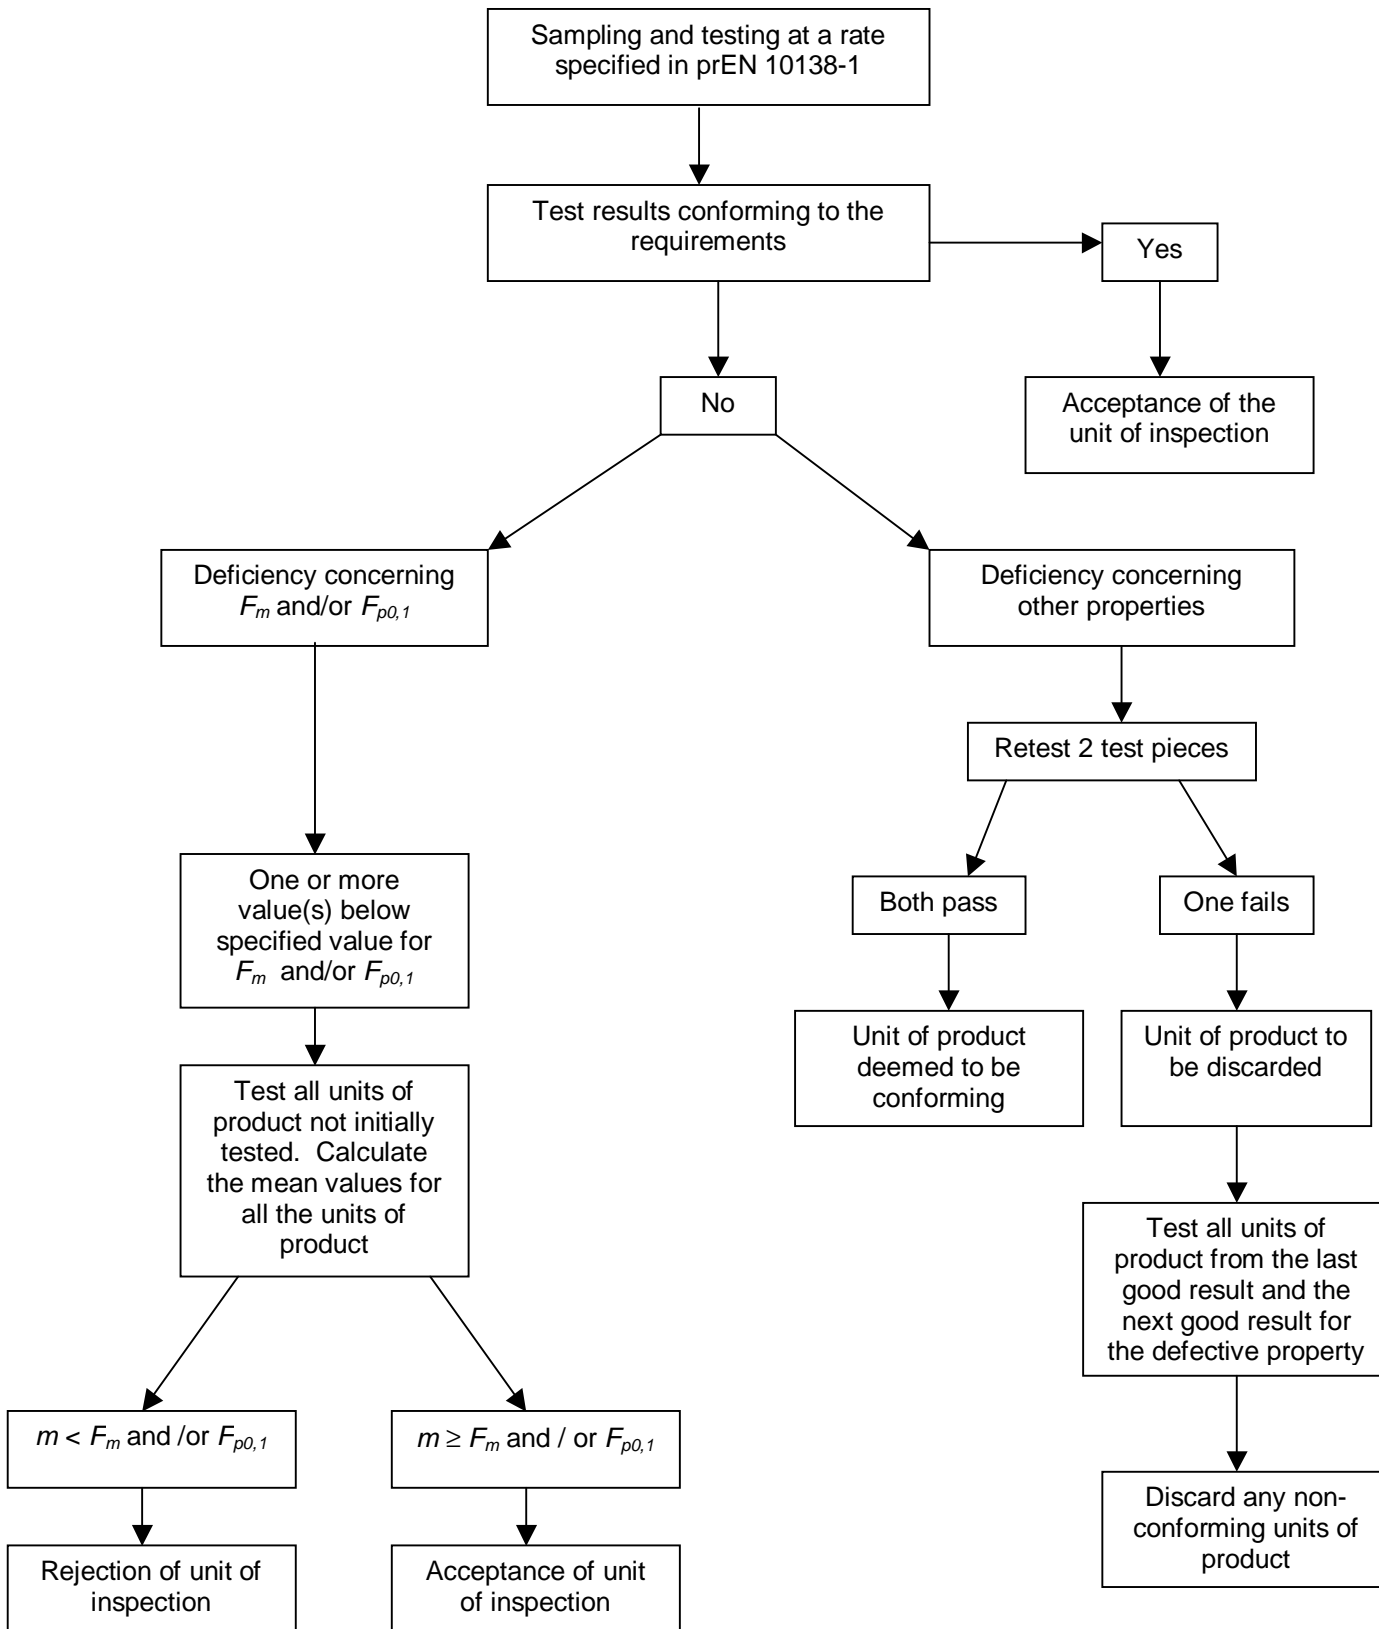 Sampling and testing at a rate
specified in prEN 10138-1
Test results conforming to the
requirements
Yes
No
Acceptance of the
unit of inspection
Deficiency concerning
Fm and/or Fp0,1
Deficiency concerning
other properties
Retest 2 test pieces
One or more
value(s) below
specified value for
Fm and/or Fp0,1
Both pass
One fails
Unit of product
deemed to be
conforming
Unit of product to
be discarded
Test all units of
product not initially
tested. Calculate
the mean values for
all the units of
product
Test all units of
product from the last
good result and the
next good result for
the defective property
m < Fm and /or Fp0,1
m ≥ Fm and / or Fp0,1
Discard any non-
conforming units of
product
Rejection of unit of
inspection
Acceptance of unit
of inspection